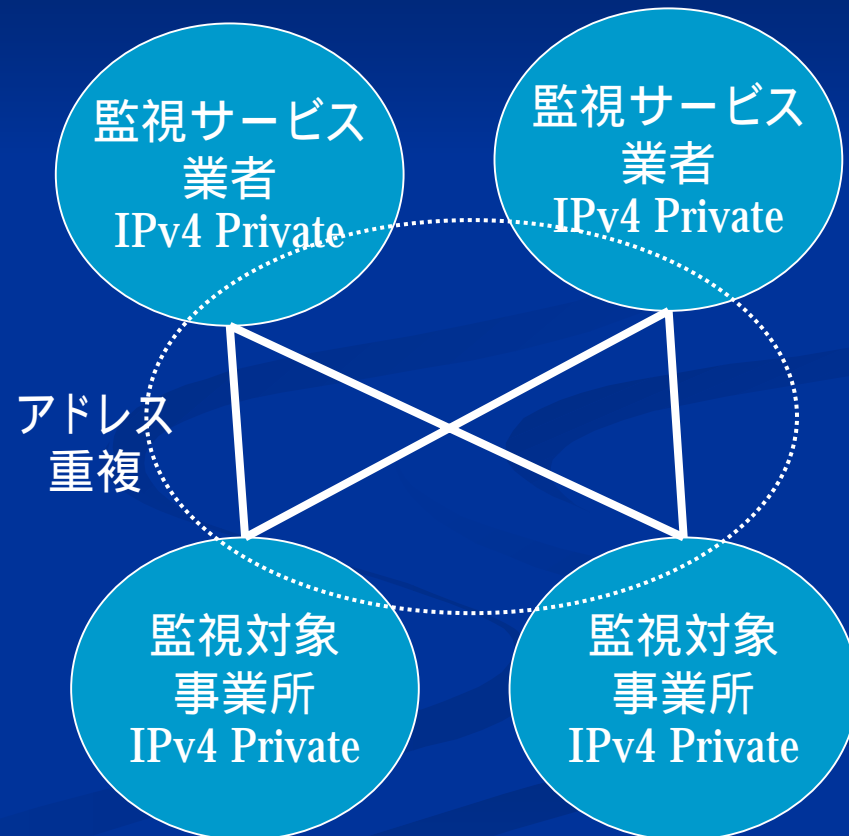 監視サービス
業者
IPv4 Private
監視サービス
業者
IPv4 Private
アドレス
重複
監視対象
事業所
IPv4 Private
監視対象
事業所
IPv4 Private